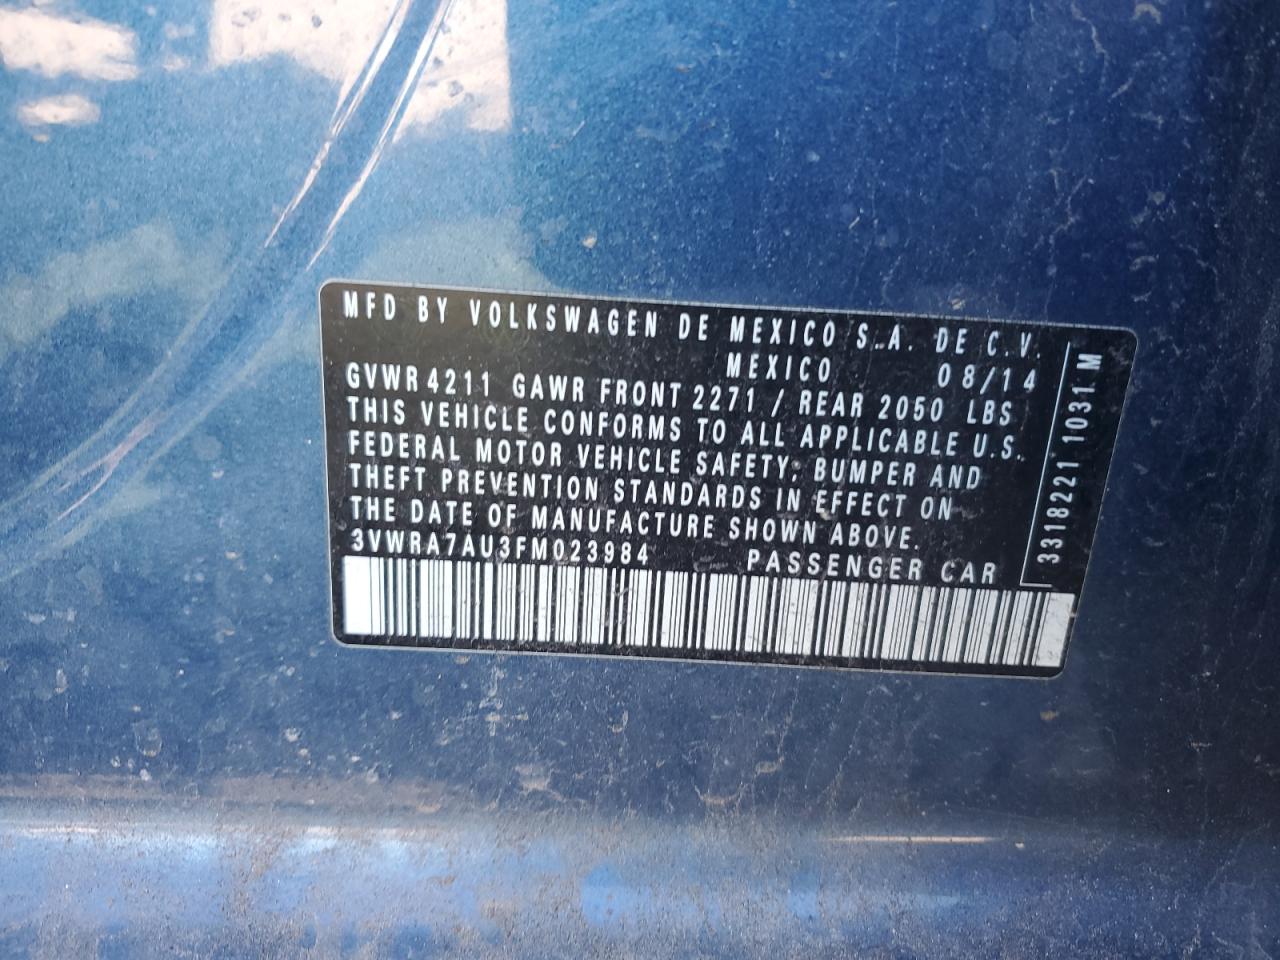 MFD BY VOLKSWAGEN DE MEXICO S.A. DE C.V.
MEXICO 08/14
GVWR 4211 GAWR FRONT 2271 / REAR 2050 LBS
THIS VEHICLE CONFORMS TO ALL APPLICABLE U.S.
FEDERAL MOTOR VEHICLE SAFETY, BUMPER AND
THEFT PREVENTION STANDARDS IN EFFECT ON
THE DATE OF MANUFACTURE SHOWN ABOVE.
3VWRA7AU3FM023984 PASSENGER CAR
3318221 1031 M